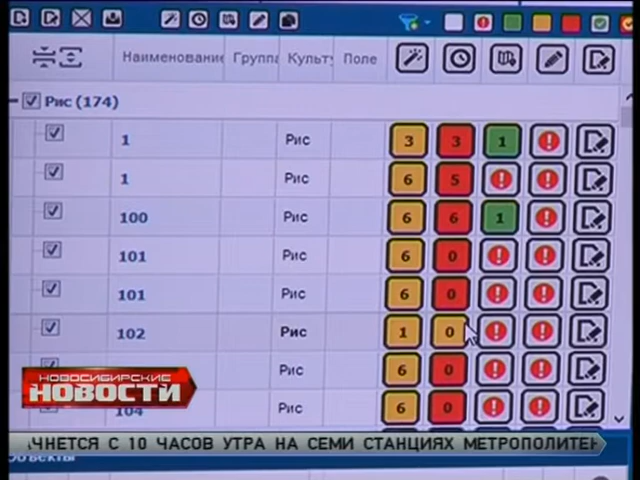 Наименование Группа Культ Поле
Рис (174)
1 Рис 3 3 1
1 Рис 6 5
100 Рис 6 6 1
101 Рис 6 0
101 Рис 6 0
102 Рис 1 0
Рис 6 0
104 Рис 6 0
НОВОСИБИРСКИЕ
НОВОСТИ
ЧНЕТСЯ С 10 ЧАСОВ УТРА НА СЕМИ СТАНЦИЯХ МЕТРОПОЛИТЕН
Объекты